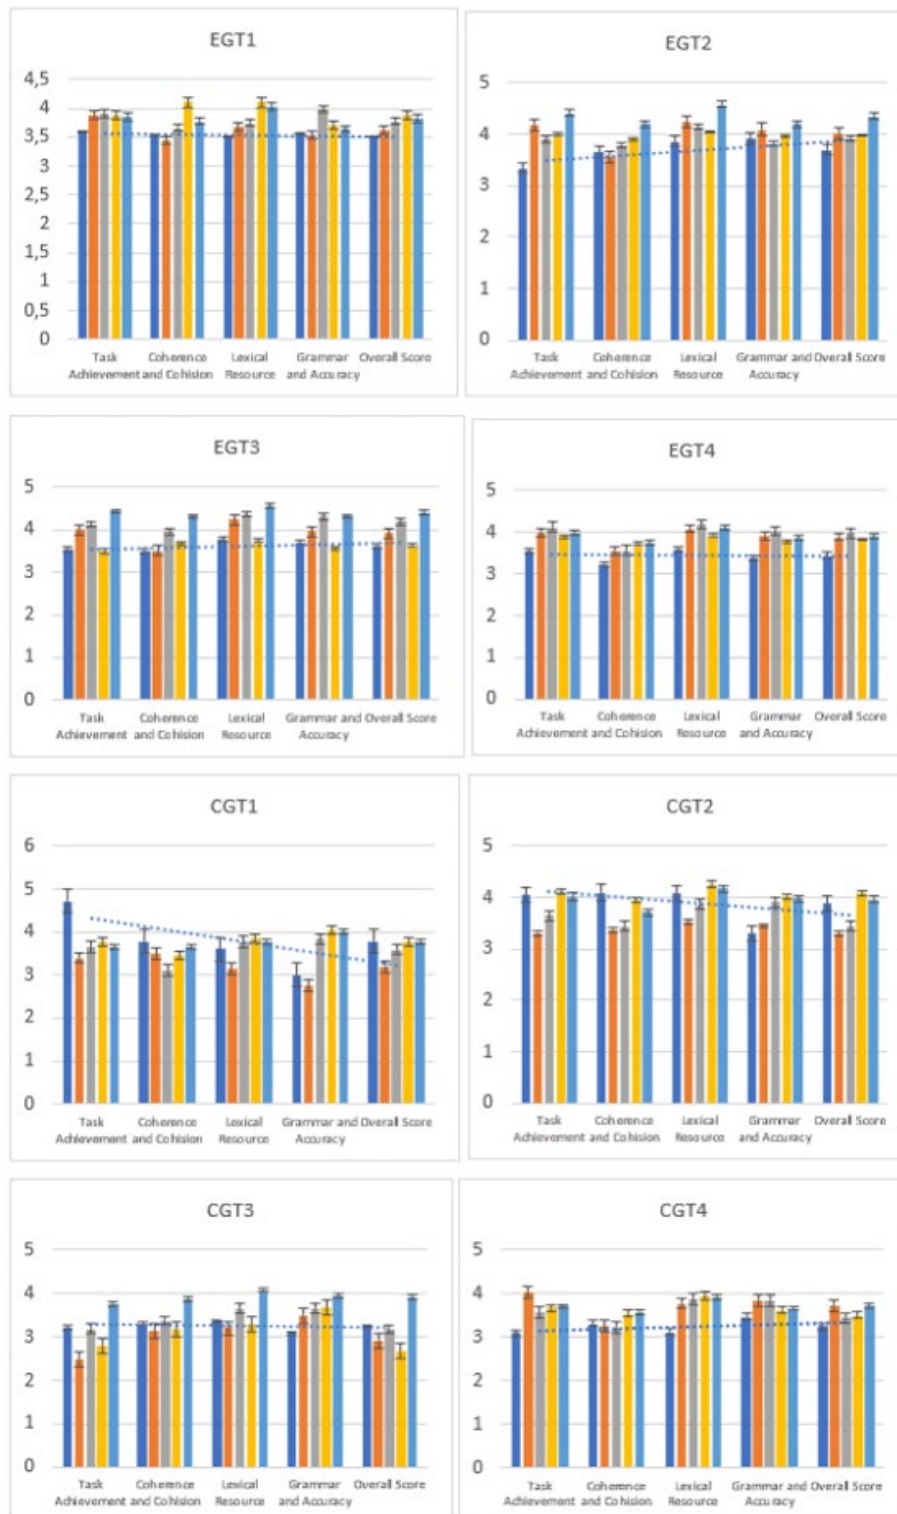 EGT1
4,5
4
3,5
3
2,5
2
1,5
1
0,5
0
Task Achievement
Coherence and Cohision
Lexical Resource
Grammar and Accuracy
Overall Score
EGT2
5
4
3
2
1
0
Task Achievement
Coherence and Cohision
Lexical Resource
Grammar and Accuracy
Overall Score
EGT3
5
4
3
2
1
0
Task Achievement
Coherence and Cohision
Lexical Resource
Grammar and Accuracy
Overall Score
EGT4
5
4
3
2
1
0
Task Achievement
Coherence and Cohision
Lexical Resource
Grammar and Accuracy
Overall Score
CGT1
6
5
4
3
2
1
0
Task Achievement
Coherence and Cohision
Lexical Resource
Grammar and Accuracy
Overall Score
CGT2
5
4
3
2
1
0
Task Achievement
Coherence and Cohision
Lexical Resource
Grammar and Accuracy
Overall Score
CGT3
5
4
3
2
1
0
Task Achievement
Coherence and Cohision
Lexical Resource
Grammar and Accuracy
Overall Score
CGT4
5
4
3
2
1
0
Task Achievement
Coherence and Cohision
Lexical Resource
Grammar and Accuracy
Overall Score